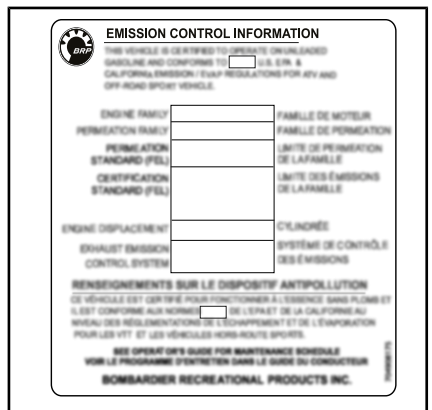 EMISSION CONTROL INFORMATION
BRP
THIS VEHICLE IS CERTIFIED TO OPERATE ON UNLEADED
GASOLINE AND CONFORMS TO U.S. EPA &
CALIFORNIA EMISSION / EVAP REGULATIONS FOR ATV AND
OFF-ROAD SPORT VEHICLE.
ENGINE FAMILY FAMILLE DE MOTEUR
PERMEATION FAMILY FAMILLE DE PERMEATION
PERMEATION LIMITE DE PERMEATION
STANDARD (FEL) DE LA FAMILLE
CERTIFICATION LIMITE DES ÉMISSIONS
STANDARD (FEL) DE LA FAMILLE
ENGINE DISPLACEMENT CYLINDRÉE
EXHAUST EMISSION SYSTÈME DE CONTRÔLE
CONTROL SYSTEM DES ÉMISSIONS
RENSEIGNEMENTS SUR LE DISPOSITIF ANTIPOLLUTION
CE VÉHICULE EST CERTIFIÉ POUR FONCTIONNER À L'ESSENCE SANS PLOMB ET
IL EST CONFORME AUX NORMES DE L'EPA ET DE LA CALIFORNIE AU
NIVEAU DES RÉGLEMENTATIONS DE L'ÉCHAPPEMENT ET DE L'ÉVAPORATION
POUR LES VTT ET LES VÉHICULES HORS-ROUTE SPORTS.
SEE OPERATOR'S GUIDE FOR MAINTENANCE SCHEDULE
VOIR LE PROGRAMME D'ENTRETIEN DANS LE GUIDE DU CONDUCTEUR
BOMBARDIER RECREATIONAL PRODUCTS INC.